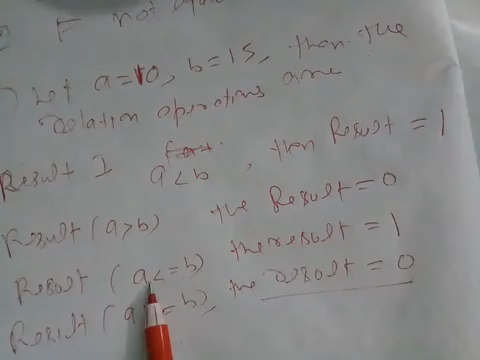 F not
Let a=10, b=15, then the
relation operations are
Result I a<b, then Result = 1
Result (a>b) the Result=0
Result (a<=b) the result = 1
Result (a = b), the result = 0